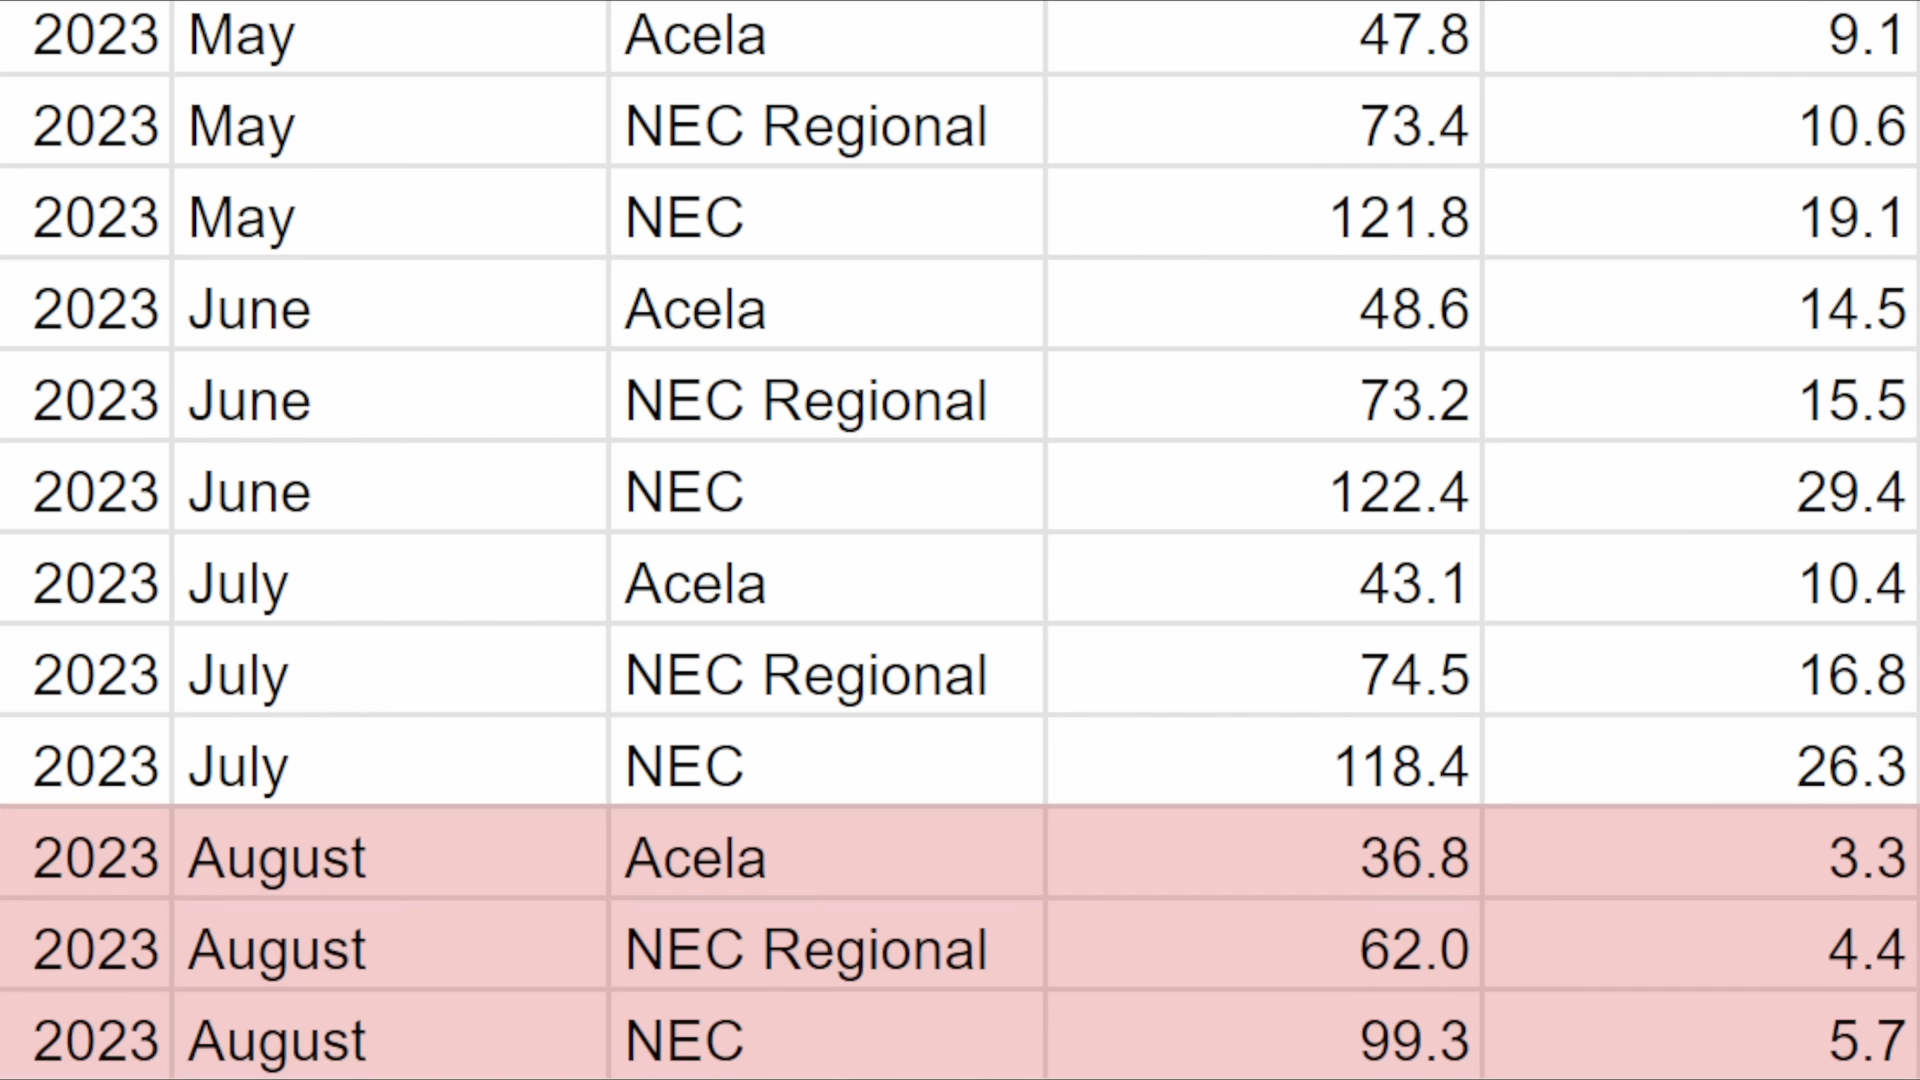 2023 May Acela 47.8 9.1
2023 May NEC Regional 73.4 10.6
2023 May NEC 121.8 19.1
2023 June Acela 48.6 14.5
2023 June NEC Regional 73.2 15.5
2023 June NEC 122.4 29.4
2023 July Acela 43.1 10.4
2023 July NEC Regional 74.5 16.8
2023 July NEC 118.4 26.3
2023 August Acela 36.8 3.3
2023 August NEC Regional 62.0 4.4
2023 August NEC 99.3 5.7